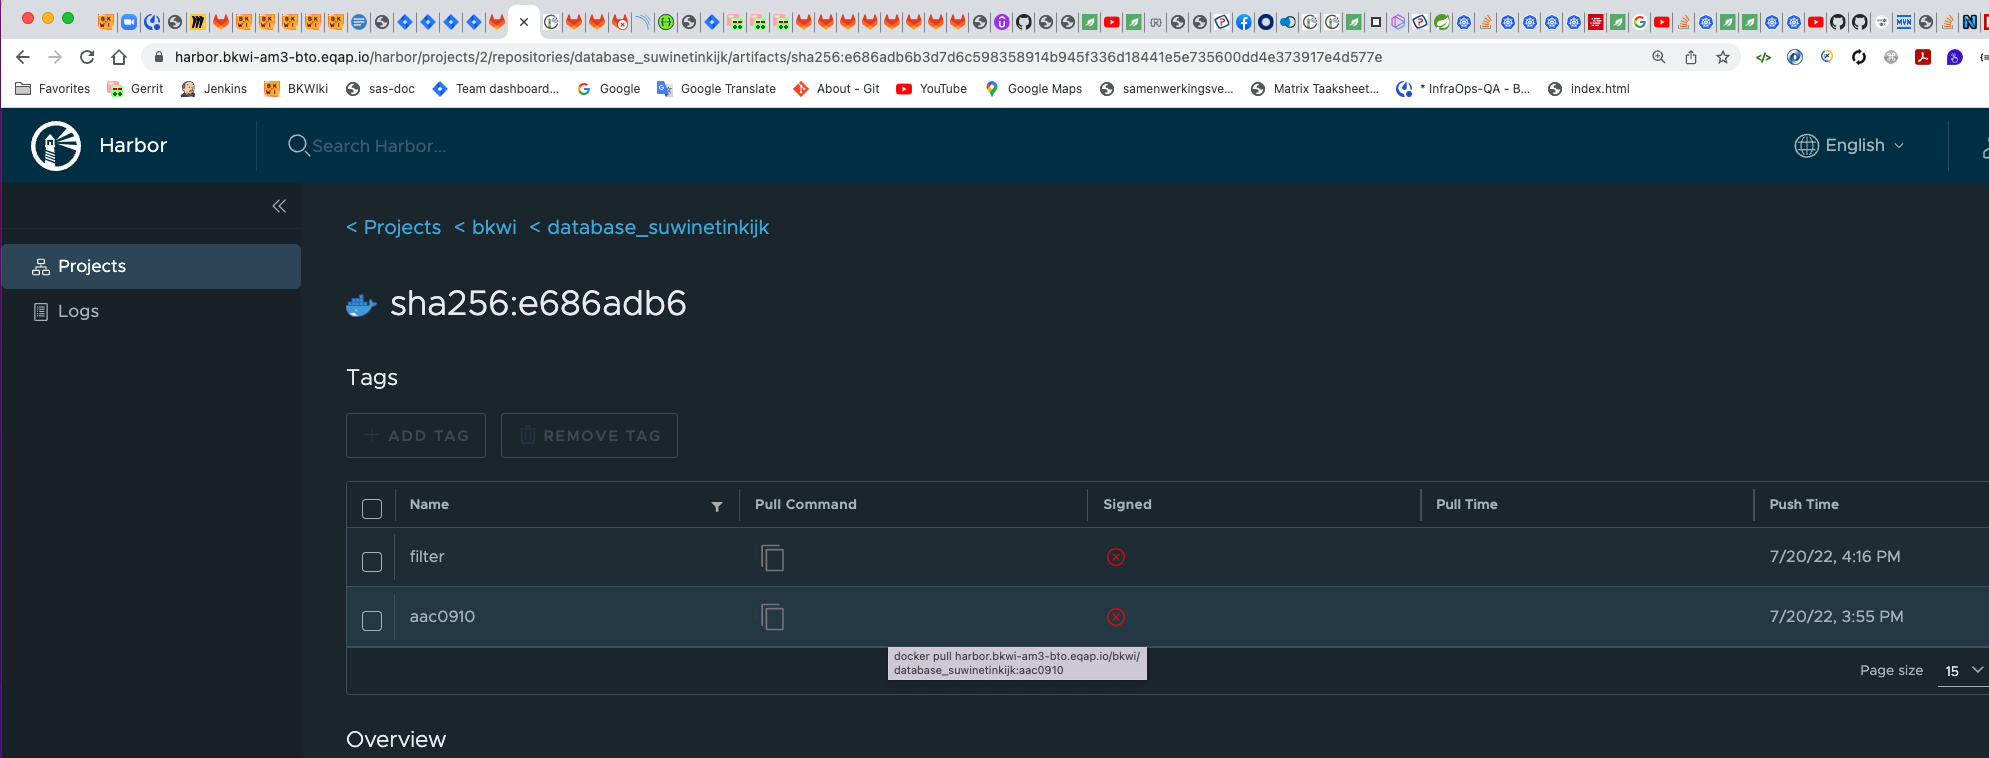 harbor.bkwi-am3-bto.eqap.io/harbor/projects/2/repositories/database_suwinetinkijk/artifacts/sha256:e686adb6b3d7d6c598358914b945f336d18441e5e735600dd4e373917e4d577e
Favorites Gerrit Jenkins BKWIki sas-doc Team dashboard... Google Google Translate About - Git YouTube Google Maps samenwerkingsve... Matrix Taaksheet... * InfraOps-QA - B... index.html
Harbor Search Harbor... English
Projects
Logs
< Projects < bkwi < database_suwinetinkijk
sha256:e686adb6
Tags
ADD TAG REMOVE TAG
Name Pull Command Signed Pull Time Push Time
filter 7/20/22, 4:16 PM
aac0910 7/20/22, 3:55 PM
docker pull harbor.bkwi-am3-bto.eqap.io/bkwi/
database_suwinetinkijk:aac0910
Page size 15
Overview